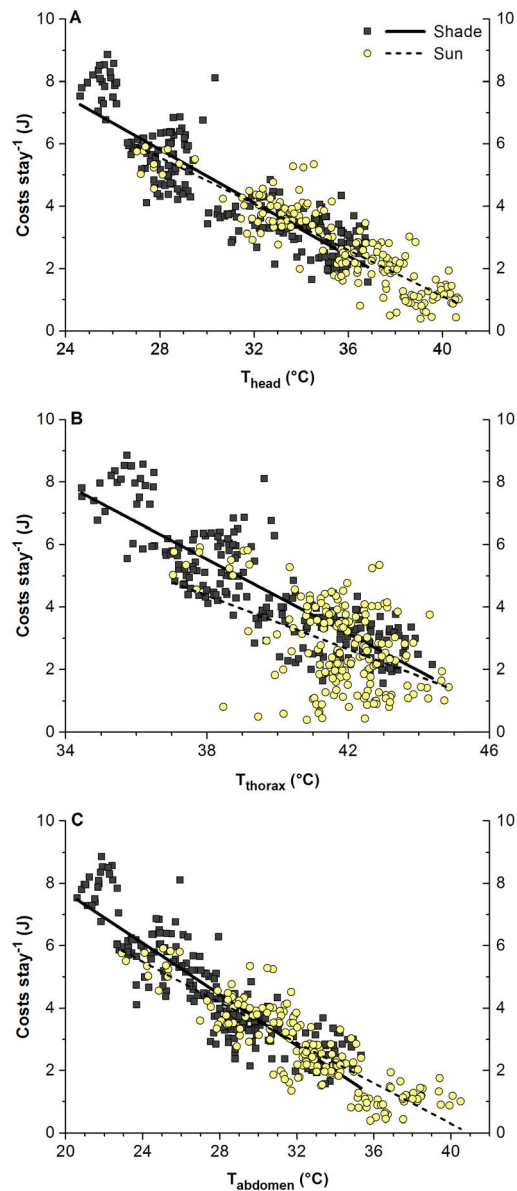 A
Shade
Sun
10 8 6 4 2 0
Costs stay⁻¹ (J)
10 8 6 4 2 0
24 28 32 36 40
T head (°C)
B
10 8 6 4 2 0
Costs stay⁻¹ (J)
10 8 6 4 2 0
34 38 42 46
T thorax (°C)
C
10 8 6 4 2 0
Costs stay⁻¹ (J)
10 8 6 4 2 0
20 24 28 32 36 40
T abdomen (°C)